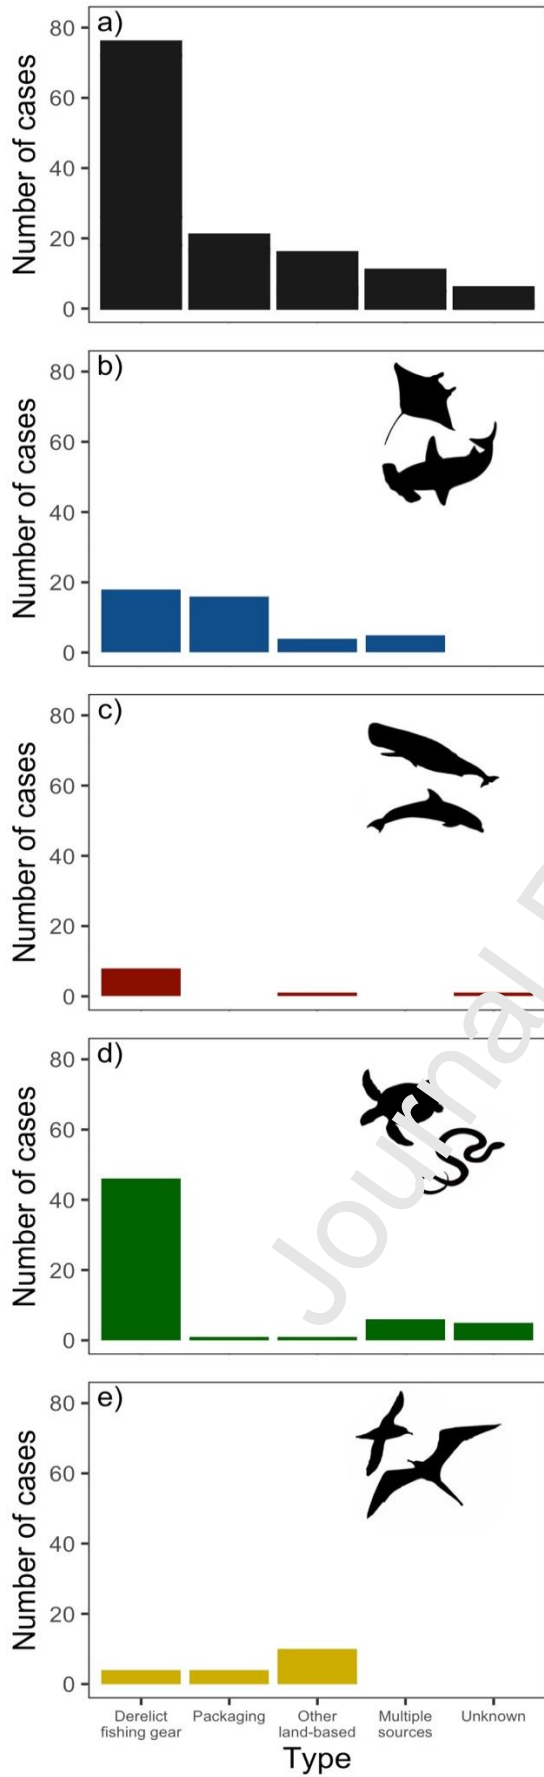 a)
80
60
40
20
0
Number of cases
b)
80
60
40
20
0
Number of cases
c)
80
60
40
20
0
Number of cases
d)
80
60
40
20
0
Number of cases
e)
80
60
40
20
0
Number of cases
Derelict
fishing gear
Packaging
Other
land-based
Multiple
sources
Unknown
Type
Journal